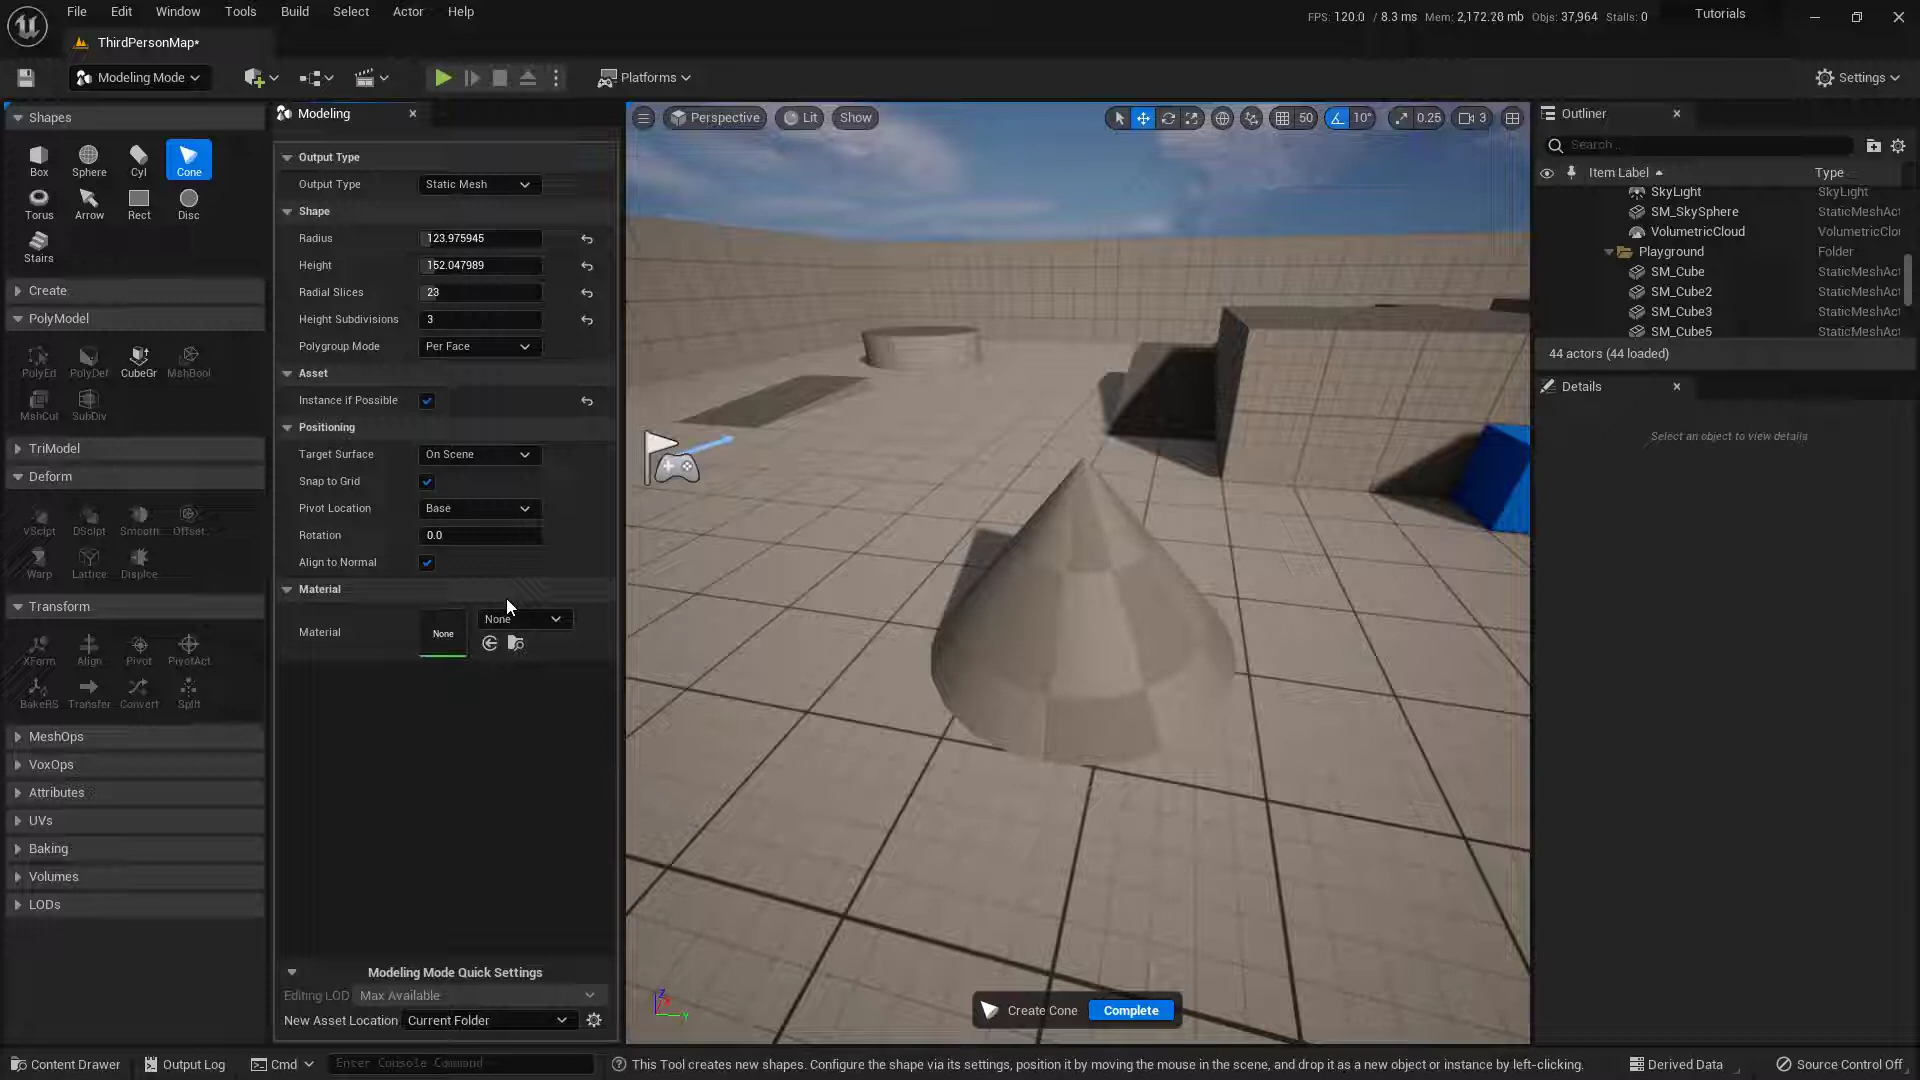 File Edit Window Tools Build Select Actor Help
FPS: 120.0 / 8.3 ms Mem: 2,172.20 mb Objs: 37,964 Stalls: 0
Tutorials
ThirdPersonMap*
Modeling Mode
Platforms
Settings
Shapes
Box Sphere Cyl Cone
Torus Arrow Rect Disc
Stairs
Create
PolyModel
PolyEd PolyDef CubeGr MshBool
MshCut SubDiv
TriModel
Deform
VSclpt DSclpt Smooth Offset
Warp Lattice Displce
Transform
XForm Align Pivot PivotAct
BakeRS Transfer Convert Split
MeshOps
VoxOps
Attributes
UVs
Baking
Volumes
LODs
Modeling
Output Type
Output Type Static Mesh
Shape
Radius 123.975945
Height 152.047989
Radial Slices 23
Height Subdivisions 3
Polygroup Mode Per Face
Asset
Instance if Possible
Positioning
Target Surface On Scene
Snap to Grid
Pivot Location Base
Rotation 0.0
Align to Normal
Material
Material None None
Modeling Mode Quick Settings
Editing LOD Max Available
New Asset Location Current Folder
Perspective Lit Show
50 10° 0.25 3
Z
Y
Create Cone Complete
Outliner
Search...
Item Label Type
SkyLight SkyLight
SM_SkySphere StaticMeshAct
VolumetricCloud VolumetricClou
Playground Folder
SM_Cube StaticMeshAct
SM_Cube2 StaticMeshAct
SM_Cube3 StaticMeshAct
SM_Cube5 StaticMeshAct
44 actors (44 loaded)
Details
Select an object to view details
Content Drawer Output Log Cmd Enter Console Command
This Tool creates new shapes. Configure the shape via its settings, position it by moving the mouse in the scene, and drop it as a new object or instance by left-clicking.
Derived Data Source Control Off